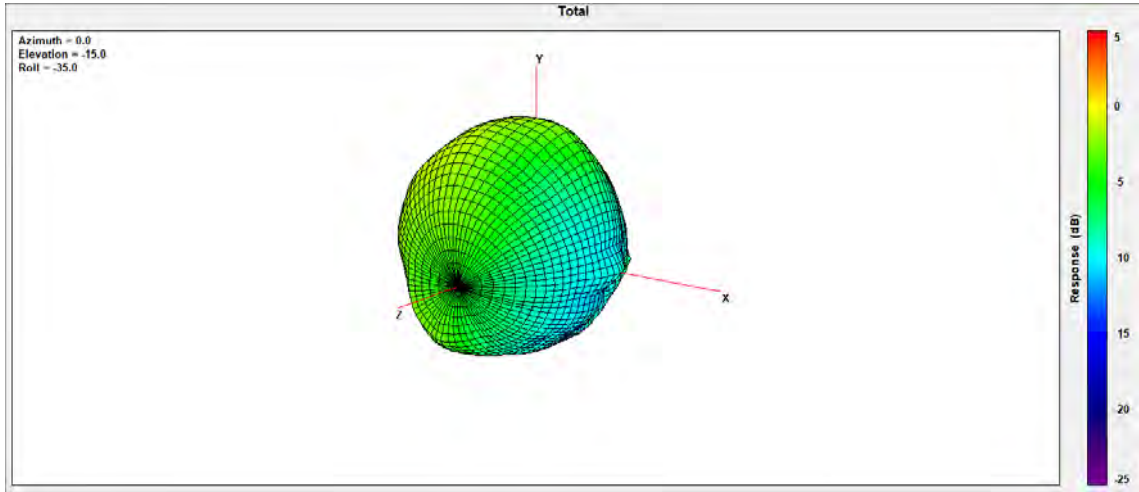 Total
Azimuth = 0.0
Elevation = -15.0
Roll = -35.0
Y
X
Z
5
0
5
10
-15
-20
-25
Response (dB)